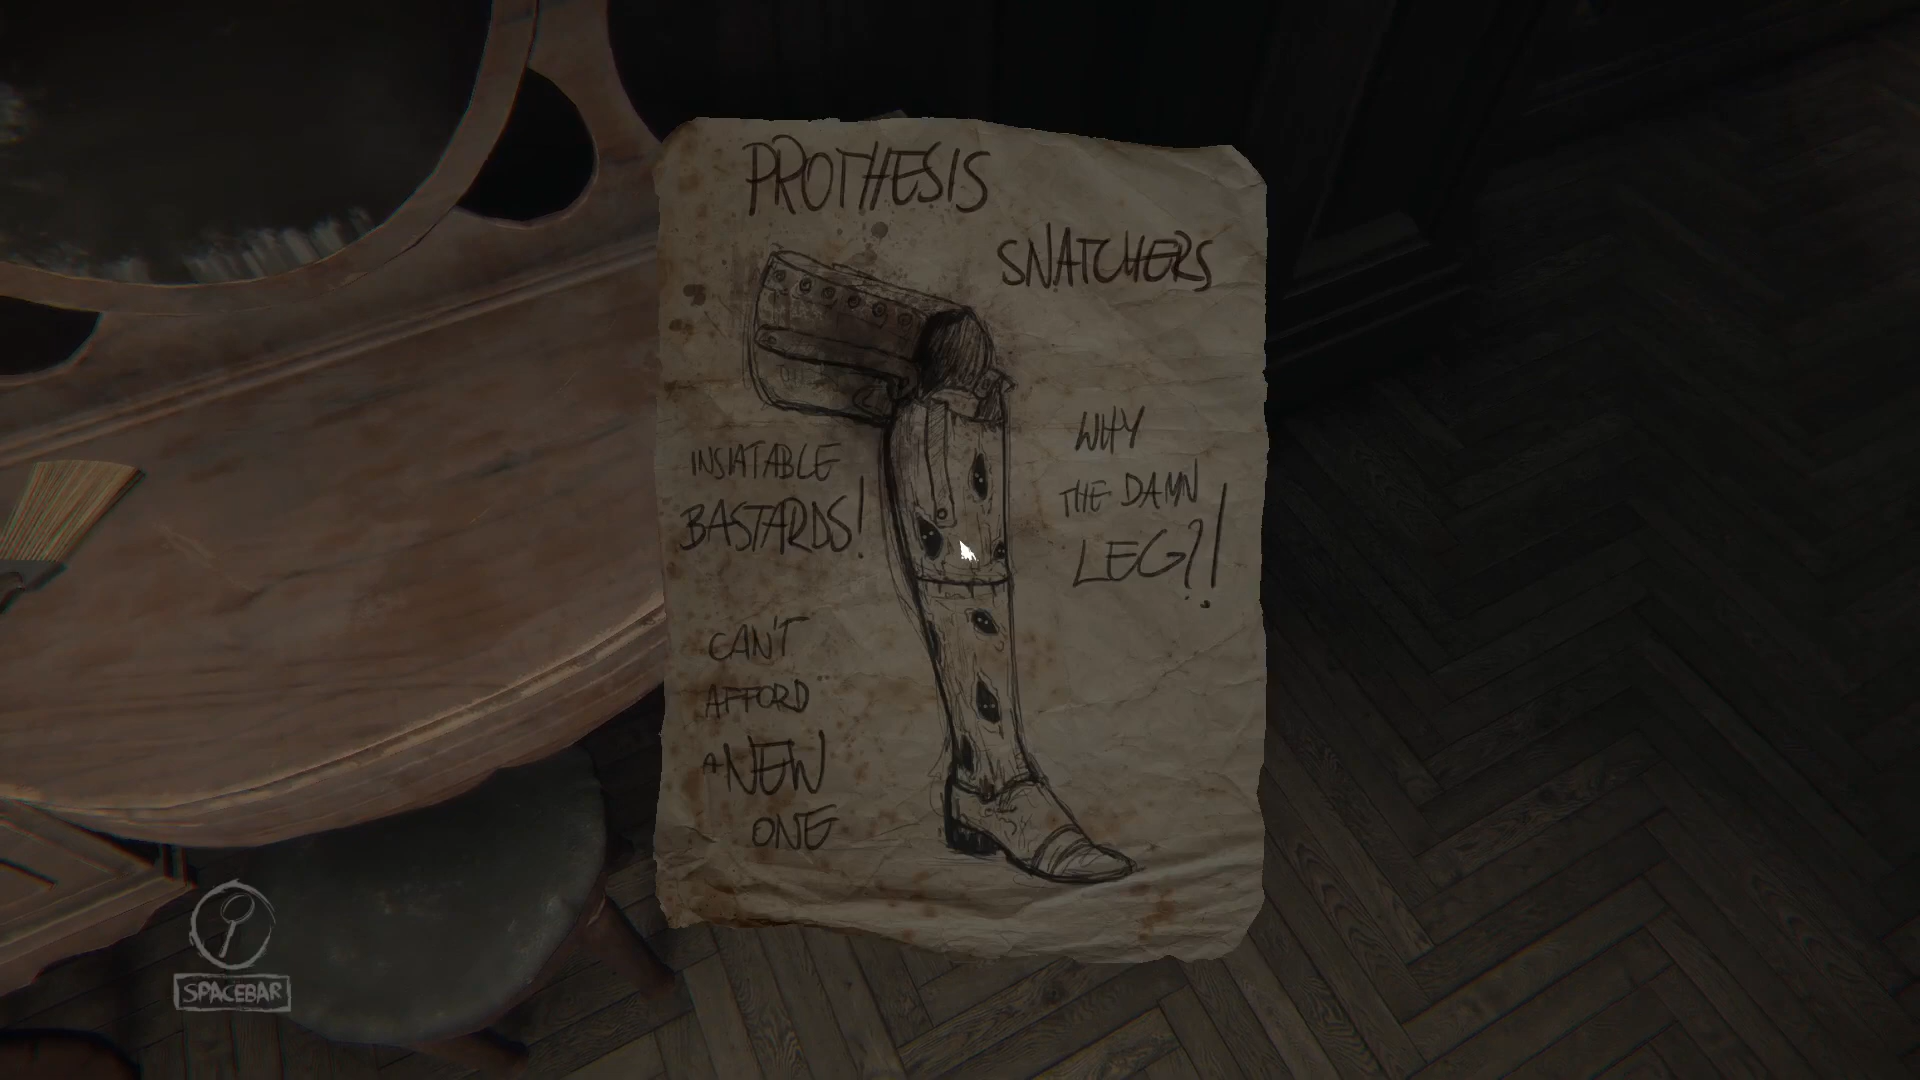 PROTHESIS
SNATCHERS
INSIATABLE
BASTARDS!
WHY
THE DAMN
LEG?!
CAN'T
AFFORD
A NEW
ONE
SPACEBAR